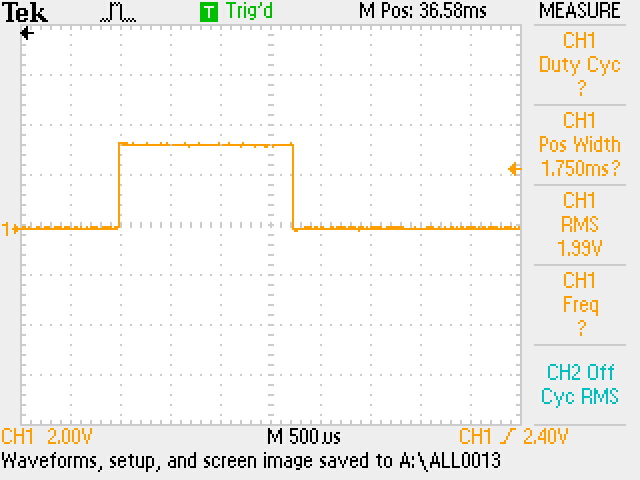 Tek T Trig'd M Pos: 36.58ms MEASURE
CH1
Duty Cyc
?
CH1
Pos Width
1.750ms?
1
CH1
RMS
1.99V
CH1
Freq
?
CH2 Off
Cyc RMS
CH1 2.00V M 500µs CH1 2.40V
Waveforms, setup, and screen image saved to A:\ALL0013